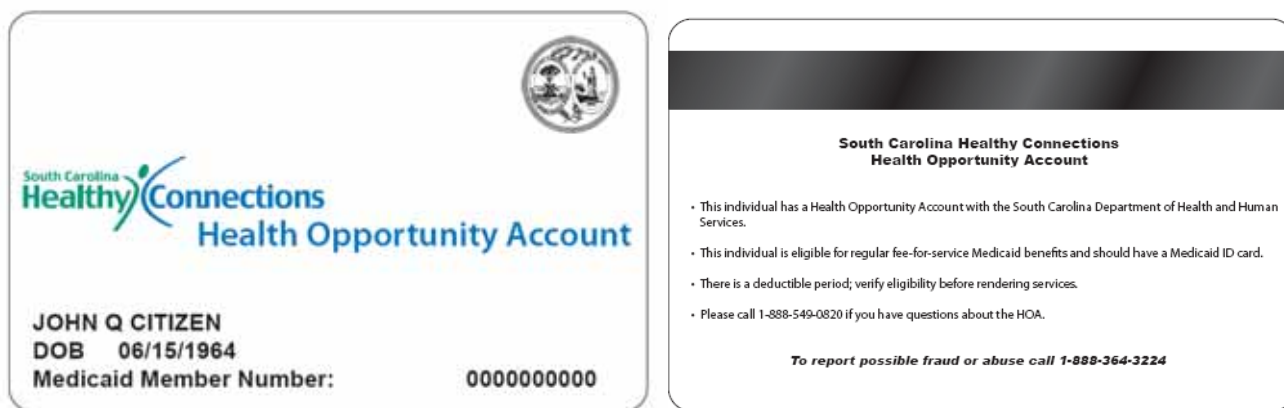 South Carolina
Healthy Connections
Health Opportunity Account
JOHN Q CITIZEN
DOB 06/15/1964
Medicaid Member Number: 0000000000
South Carolina Healthy Connections
Health Opportunity Account
• This individual has a Health Opportunity Account with the South Carolina Department of Health and Human
Services.
• This individual is eligible for regular fee-for-service Medicaid benefits and should have a Medicaid ID card.
• There is a deductible period; verify eligibility before rendering services.
• Please call 1-888-549-0820 if you have questions about the HOA.
To report possible fraud or abuse call 1-888-364-3224